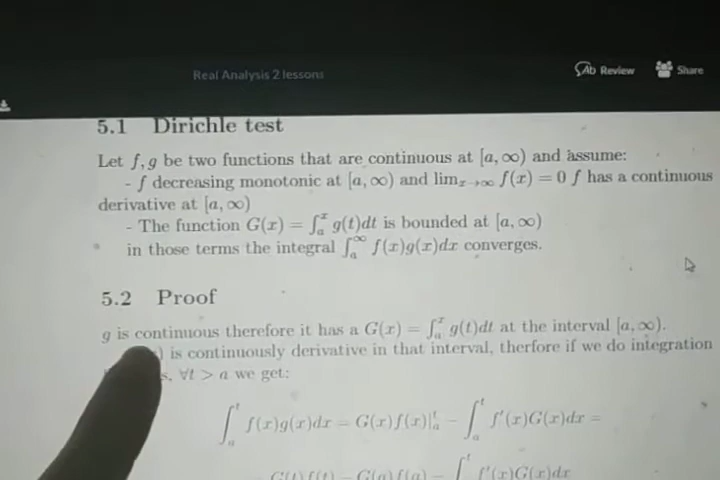 Real Analysis 2 lessons
Ab Review
Share
5.1 Dirichle test
Let f, g be two functions that are continuous at [a, ∞) and assume:
- f decreasing monotonic at [a, ∞) and lim_{x→∞} f(x) = 0 f has a continuous
derivative at [a, ∞)
- The function G(x) = ∫_a^x g(t)dt is bounded at [a, ∞)
in those terms the integral ∫_a^∞ f(x)g(x)dx converges.
5.2 Proof
g is continuous therefore it has a G(x) = ∫_a^x g(t)dt at the interval [a, ∞).
) is continuously derivative in that interval, therfore if we do integration
s, ∀t > a we get:
∫_a^t f(x)g(x)dx = G(x)f(x)|_a^t − ∫_a^t f′(x)G(x)dx =
G(t)f(t) − G(a)f(a) − ∫^t f′(x)G(x)dx